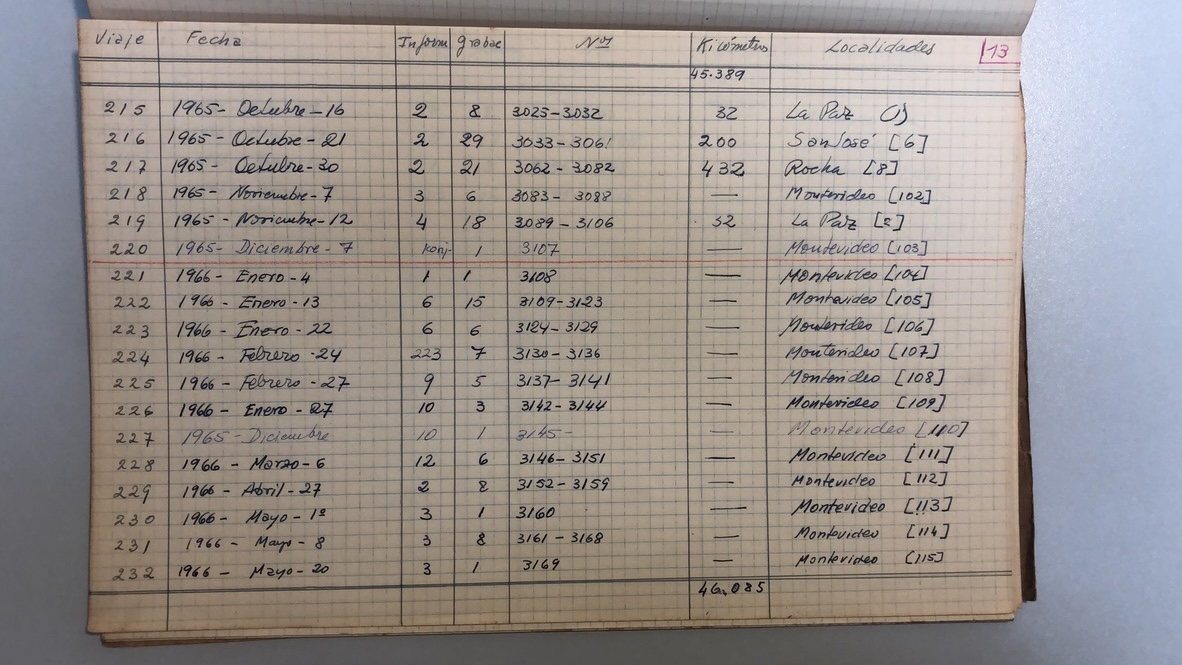 Viaje Fecha Inform grabac Nos Kilómetros Localidades 13
45.389
215 1965 - Octubre - 16 2 8 3025 - 3032 32 La Paz (1)
216 1965 - Octubre - 21 2 29 3033 - 3061 200 San José [6]
217 1965 - Octubre - 30 2 21 3062 - 3082 432 Rocha [8]
218 1965 - Noviembre - 7 3 6 3083 - 3088 — Montevideo [102]
219 1965 - Noviembre - 12 4 18 3089 - 3106 32 La Paz [2]
220 1965 - Diciembre - 7 1 3107 — Montevideo [103]
221 1966 - Enero - 4 1 1 3108 — Montevideo [104]
222 1966 - Enero - 13 6 15 3109 - 3123 — Montevideo [105]
223 1966 - Enero - 22 6 6 3124 - 3129 — Montevideo [106]
224 1966 - Febrero - 24 223 7 3130 - 3136 — Montevideo [107]
225 1966 - Febrero - 27 9 5 3137 - 3141 — Montevideo [108]
226 1966 - Enero - 27 10 3 3142 - 3144 — Montevideo [109]
227 1965 - Diciembre 10 1 3145 - — Montevideo [110]
228 1966 - Marzo - 6 12 6 3146 - 3151 — Montevideo [111]
229 1966 - Abril - 27 2 8 3152 - 3159 — Montevideo [112]
230 1966 - Mayo - 1º 3 1 3160 — Montevideo [113]
231 1966 - Mayo - 8 3 8 3161 - 3168 — Montevideo [114]
232 1966 - Mayo - 20 3 1 3169 — Montevideo [115]
46.085